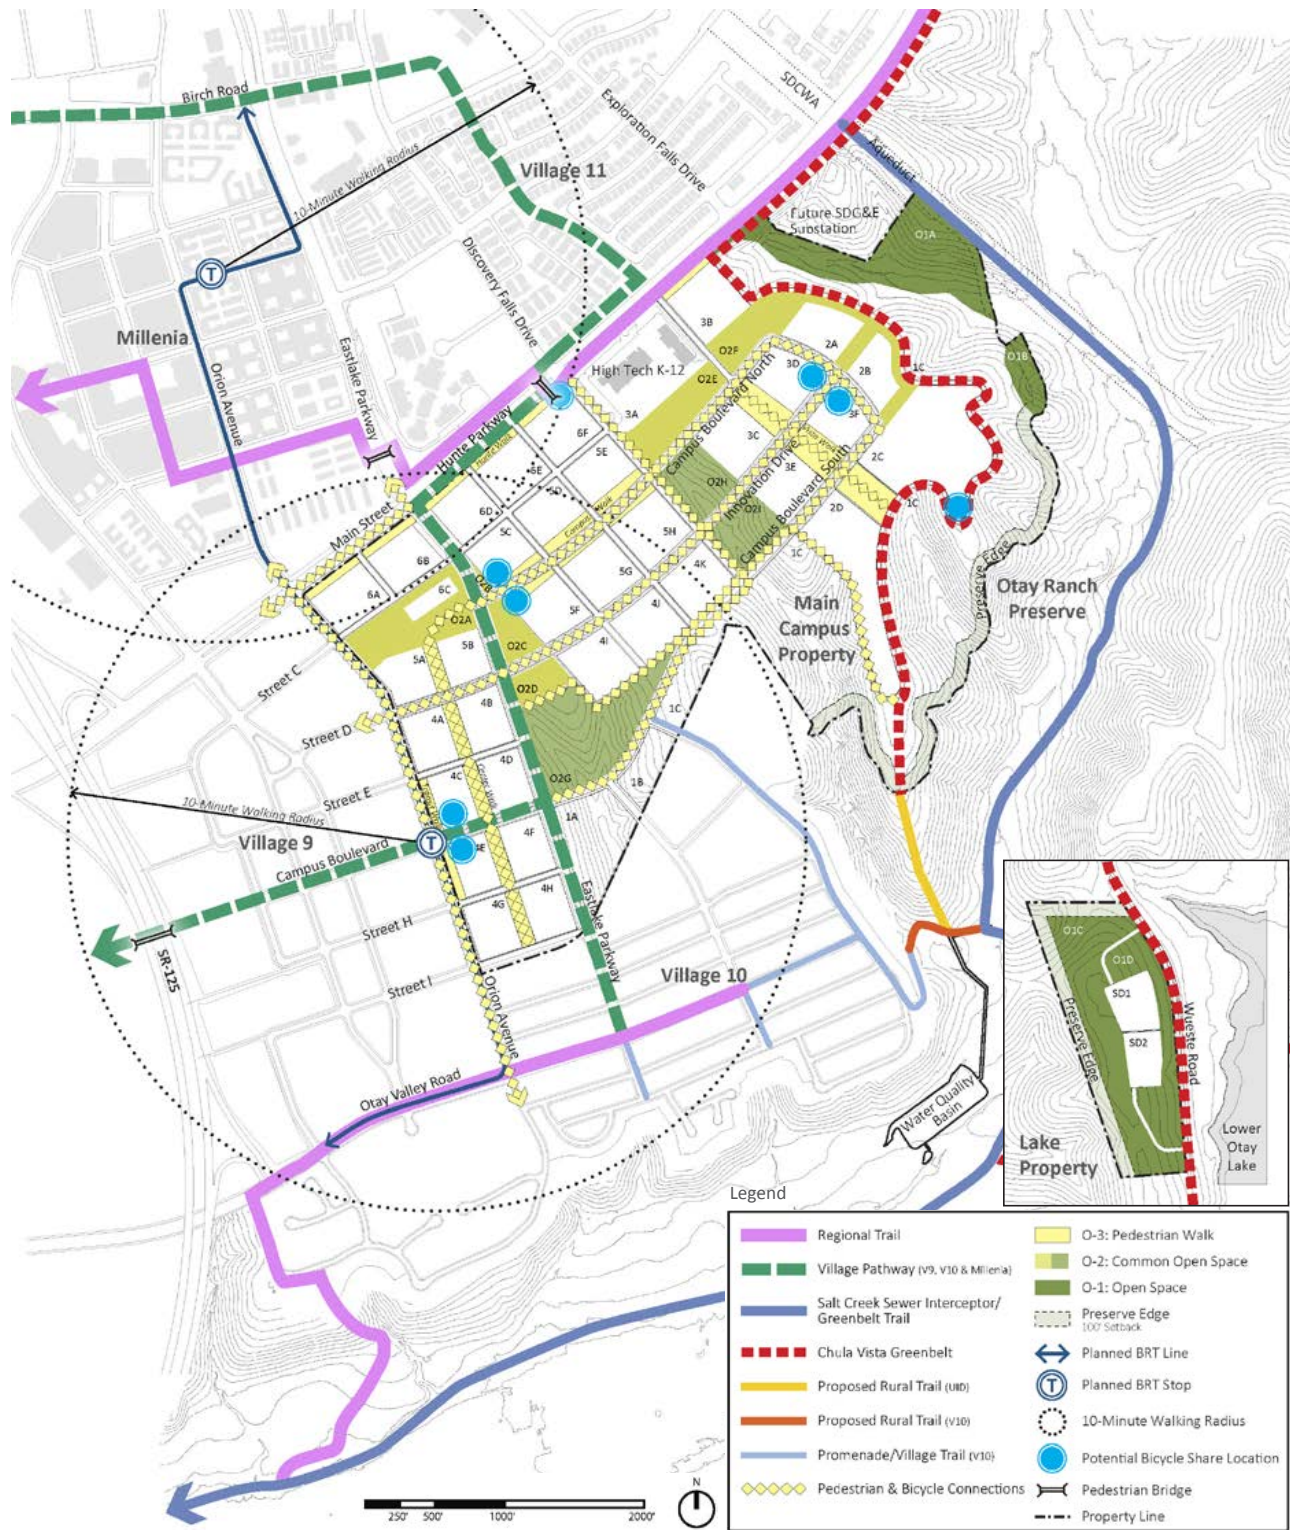 SDCWA
Birch Road
Exploration Falls Drive
Aqueduct
10-Minute Walking Radius
Village 11
Future SDG&E
Substation
O1A
Discovery Falls Drive
Millenia
Orion Avenue
Eastlake Parkway
High Tech K-12
3B
O2F
O2E
3A
3D
2A
2B
1C
O1B
3F
Campus Boulevard North
Hunte Parkway
Hunte Walk
6F
5E
6E
5D
3C
Innovation Drive
3E
Campus Boulevard South
2C
2D
1C
O2H
O2I
6D
5C
Campus Walk
5H
4K
1C
Main Street
6B
6A
6C
O2B
O2A
5G
5F
4J
4I
5A
5B
O2C
O2D
Main
Campus
Property
Preserve Edge
Otay Ranch
Preserve
Street C
Street D
4A
4B
4C
4D
Center Walk
O2G
1C
1B
1A
Street E
10-Minute Walking Radius
Village 9
Campus Boulevard
4E
4F
4G
4H
Street H
Street I
SR-125
Eastlake Parkway
Orion Avenue
Village 10
Otay Valley Road
Water Quality
Basin
O1C
O1D
SD1
SD2
Preserve Edge
Wueste Road
Lake
Property
Lower
Otay
Lake
Legend
Regional Trail
Village Pathway (V9, V10 & Millenia)
Salt Creek Sewer Interceptor/
Greenbelt Trail
Chula Vista Greenbelt
Proposed Rural Trail (UID)
Proposed Rural Trail (V10)
Promenade/Village Trail (V10)
Pedestrian & Bicycle Connections
O-3: Pedestrian Walk
O-2: Common Open Space
O-1: Open Space
Preserve Edge
100' Setback
Planned BRT Line
T Planned BRT Stop
10-Minute Walking Radius
Potential Bicycle Share Location
Pedestrian Bridge
Property Line
250' 500' 1000' 2000'
N
T
T